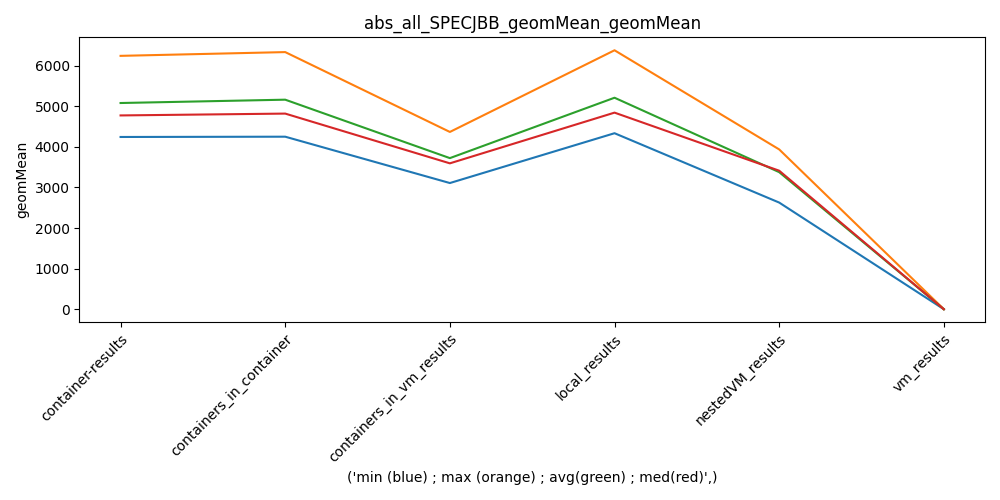 abs_all_SPECJBB_geomMean_geomMean
geomMean
6000
5000
4000
3000
2000
1000
0
container-results
containers_in_container
containers_in_vm_results
local_results
nestedVM_results
vm_results
('min (blue) ; max (orange) ; avg(green) ; med(red)',)